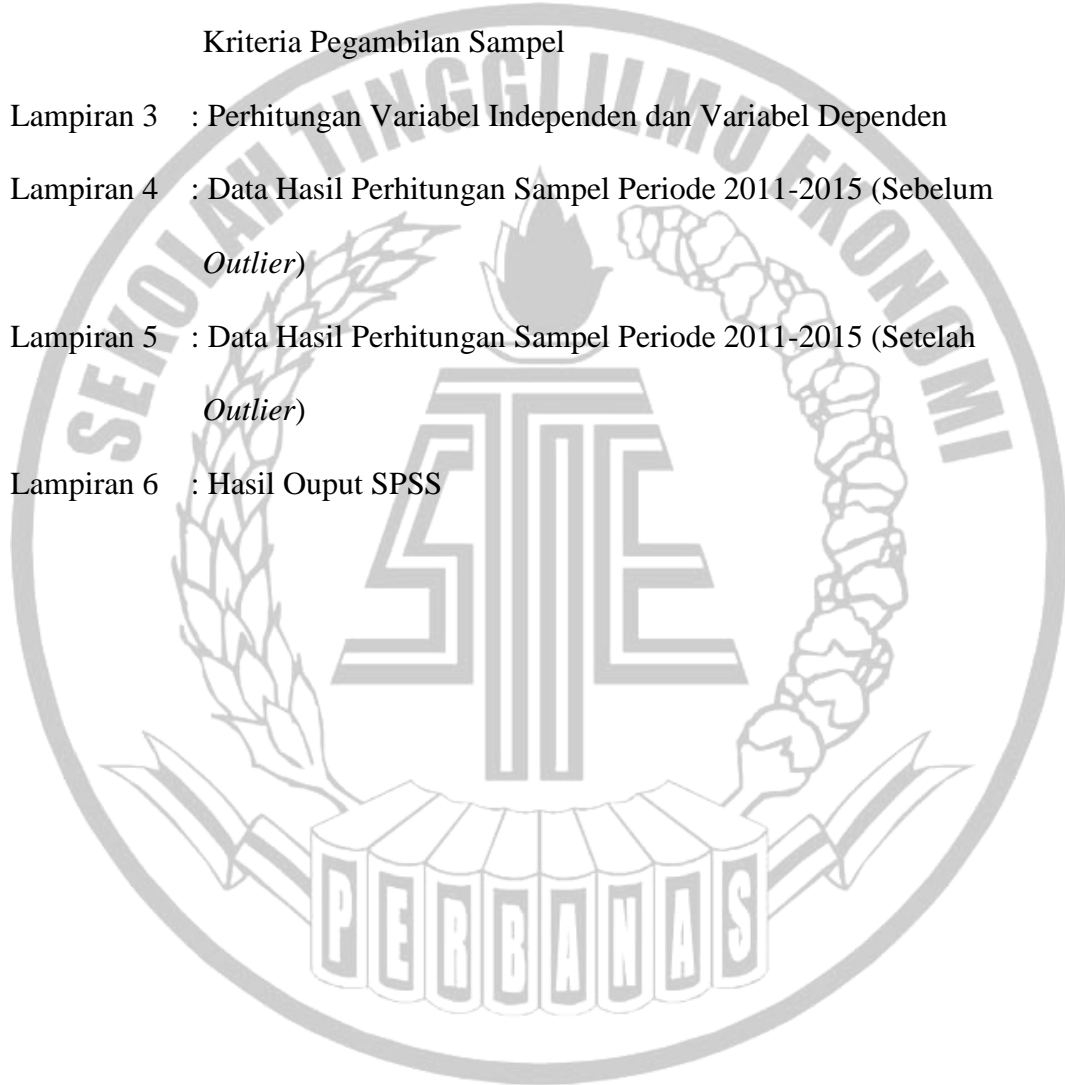 Kriteria Pegambilan Sampel
Lampiran 3 : Perhitungan Variabel Independen dan Variabel Dependen
Lampiran 4 : Data Hasil Perhitungan Sampel Periode 2011-2015 (Sebelum
Outlier)
Lampiran 5 : Data Hasil Perhitungan Sampel Periode 2011-2015 (Setelah
Outlier)
Lampiran 6 : Hasil Ouput SPSS
SEKOLAH TINGGI ILMU EKONOMI
STIE
PERBANAS